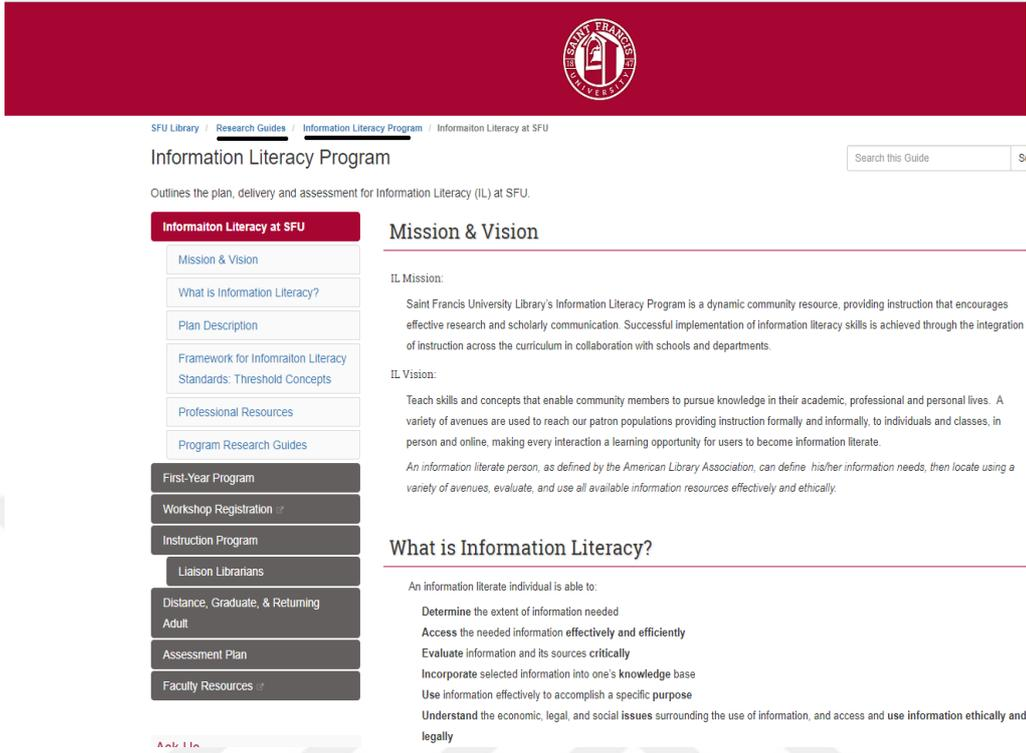 SAINT FRANCIS
UNIVERSITY
SFU Library / Research Guides / Information Literacy Program / Informaiton Literacy at SFU
Information Literacy Program
Search this Guide
Outlines the plan, delivery and assessment for Information Literacy (IL) at SFU.
Informaiton Literacy at SFU
Mission & Vision
What is Information Literacy?
Plan Description
Framework for Infomraiton Literacy
Standards: Threshold Concepts
Professional Resources
Program Research Guides
First-Year Program
Workshop Registration
Instruction Program
Liaison Librarians
Distance, Graduate, & Returning
Adult
Assessment Plan
Faculty Resources
Ask Us
Mission & Vision
IL Mission:
Saint Francis University Library's Information Literacy Program is a dynamic community resource, providing instruction that encourages
effective research and scholarly communication. Successful implementation of information literacy skills is achieved through the integration
of instruction across the curriculum in collaboration with schools and departments.
IL Vision:
Teach skills and concepts that enable community members to pursue knowledge in their academic, professional and personal lives. A
variety of avenues are used to reach our patron populations providing instruction formally and informally, to individuals and classes, in
person and online, making every interaction a learning opportunity for users to become information literate.
An information literate person, as defined by the American Library Association, can define his/her information needs, then locate using a
variety of avenues, evaluate, and use all available information resources effectively and ethically.
What is Information Literacy?
An information literate individual is able to:
Determine the extent of information needed
Access the needed information effectively and efficiently
Evaluate information and its sources critically
Incorporate selected information into one's knowledge base
Use information effectively to accomplish a specific purpose
Understand the economic, legal, and social issues surrounding the use of information, and access and use information ethically and
legally